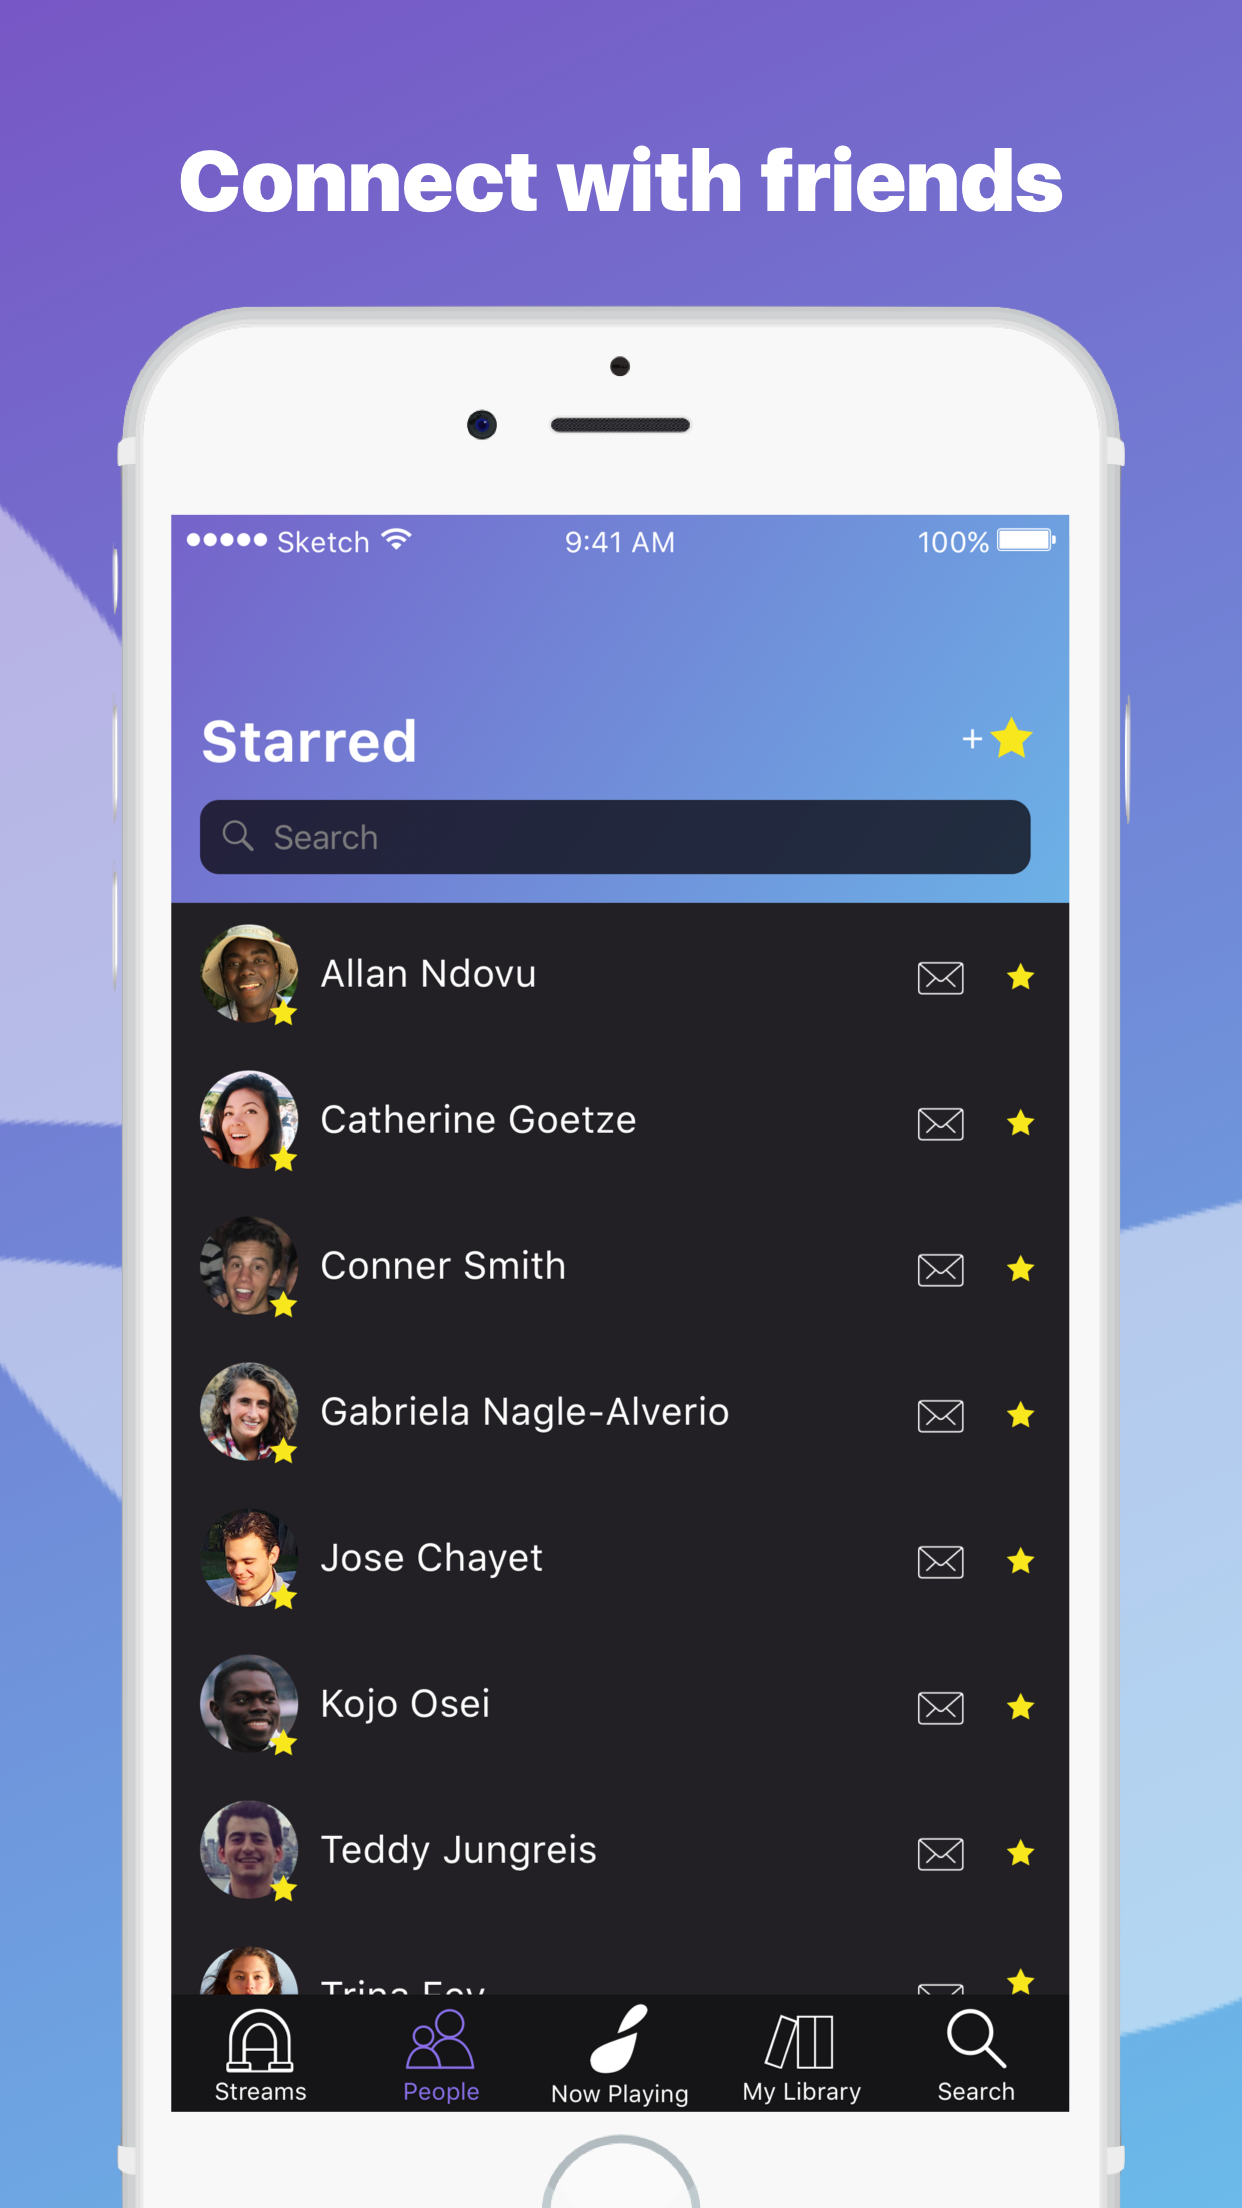 Connect with friends
Sketch 9:41 AM 100%
Starred +
Search
Allan Ndovu
Catherine Goetze
Conner Smith
Gabriela Nagle-Alverio
Jose Chayet
Kojo Osei
Teddy Jungreis
Trina
Streams People Now Playing My Library Search